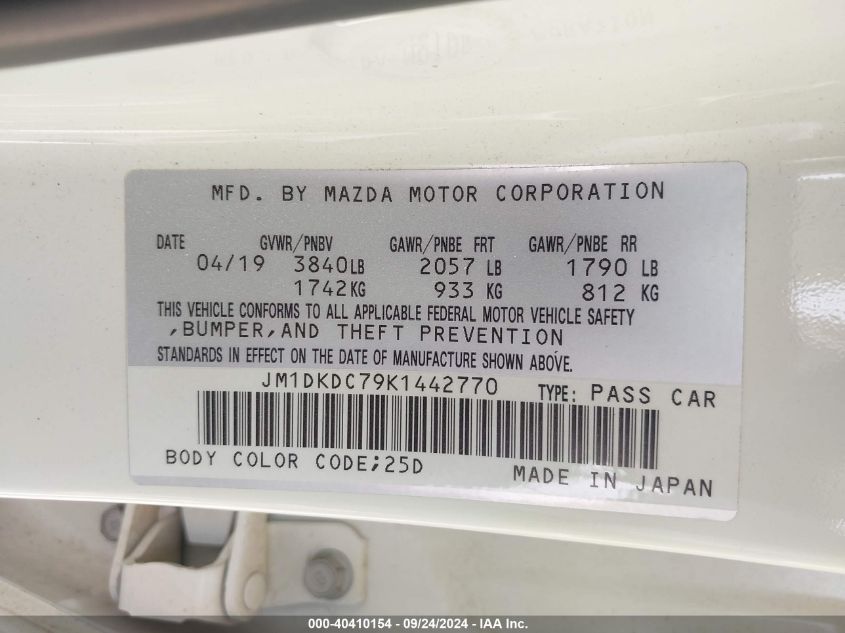 MFD. BY MAZDA MOTOR CORPORATION
DATE GVWR/PNBV GAWR/PNBE FRT GAWR/PNBE RR
04/19 3840LB 2057 LB 1790 LB
1742KG 933 KG 812 KG
THIS VEHICLE CONFORMS TO ALL APPLICABLE FEDERAL MOTOR VEHICLE SAFETY
,BUMPER,AND THEFT PREVENTION
STANDARDS IN EFFECT ON THE DATE OF MANUFACTURE SHOWN ABOVE.
JM1DKDC79K1442770 TYPE: PASS CAR
BODY COLOR CODE;25D MADE IN JAPAN
000-40410154 - 09/24/2024 - IAA Inc.